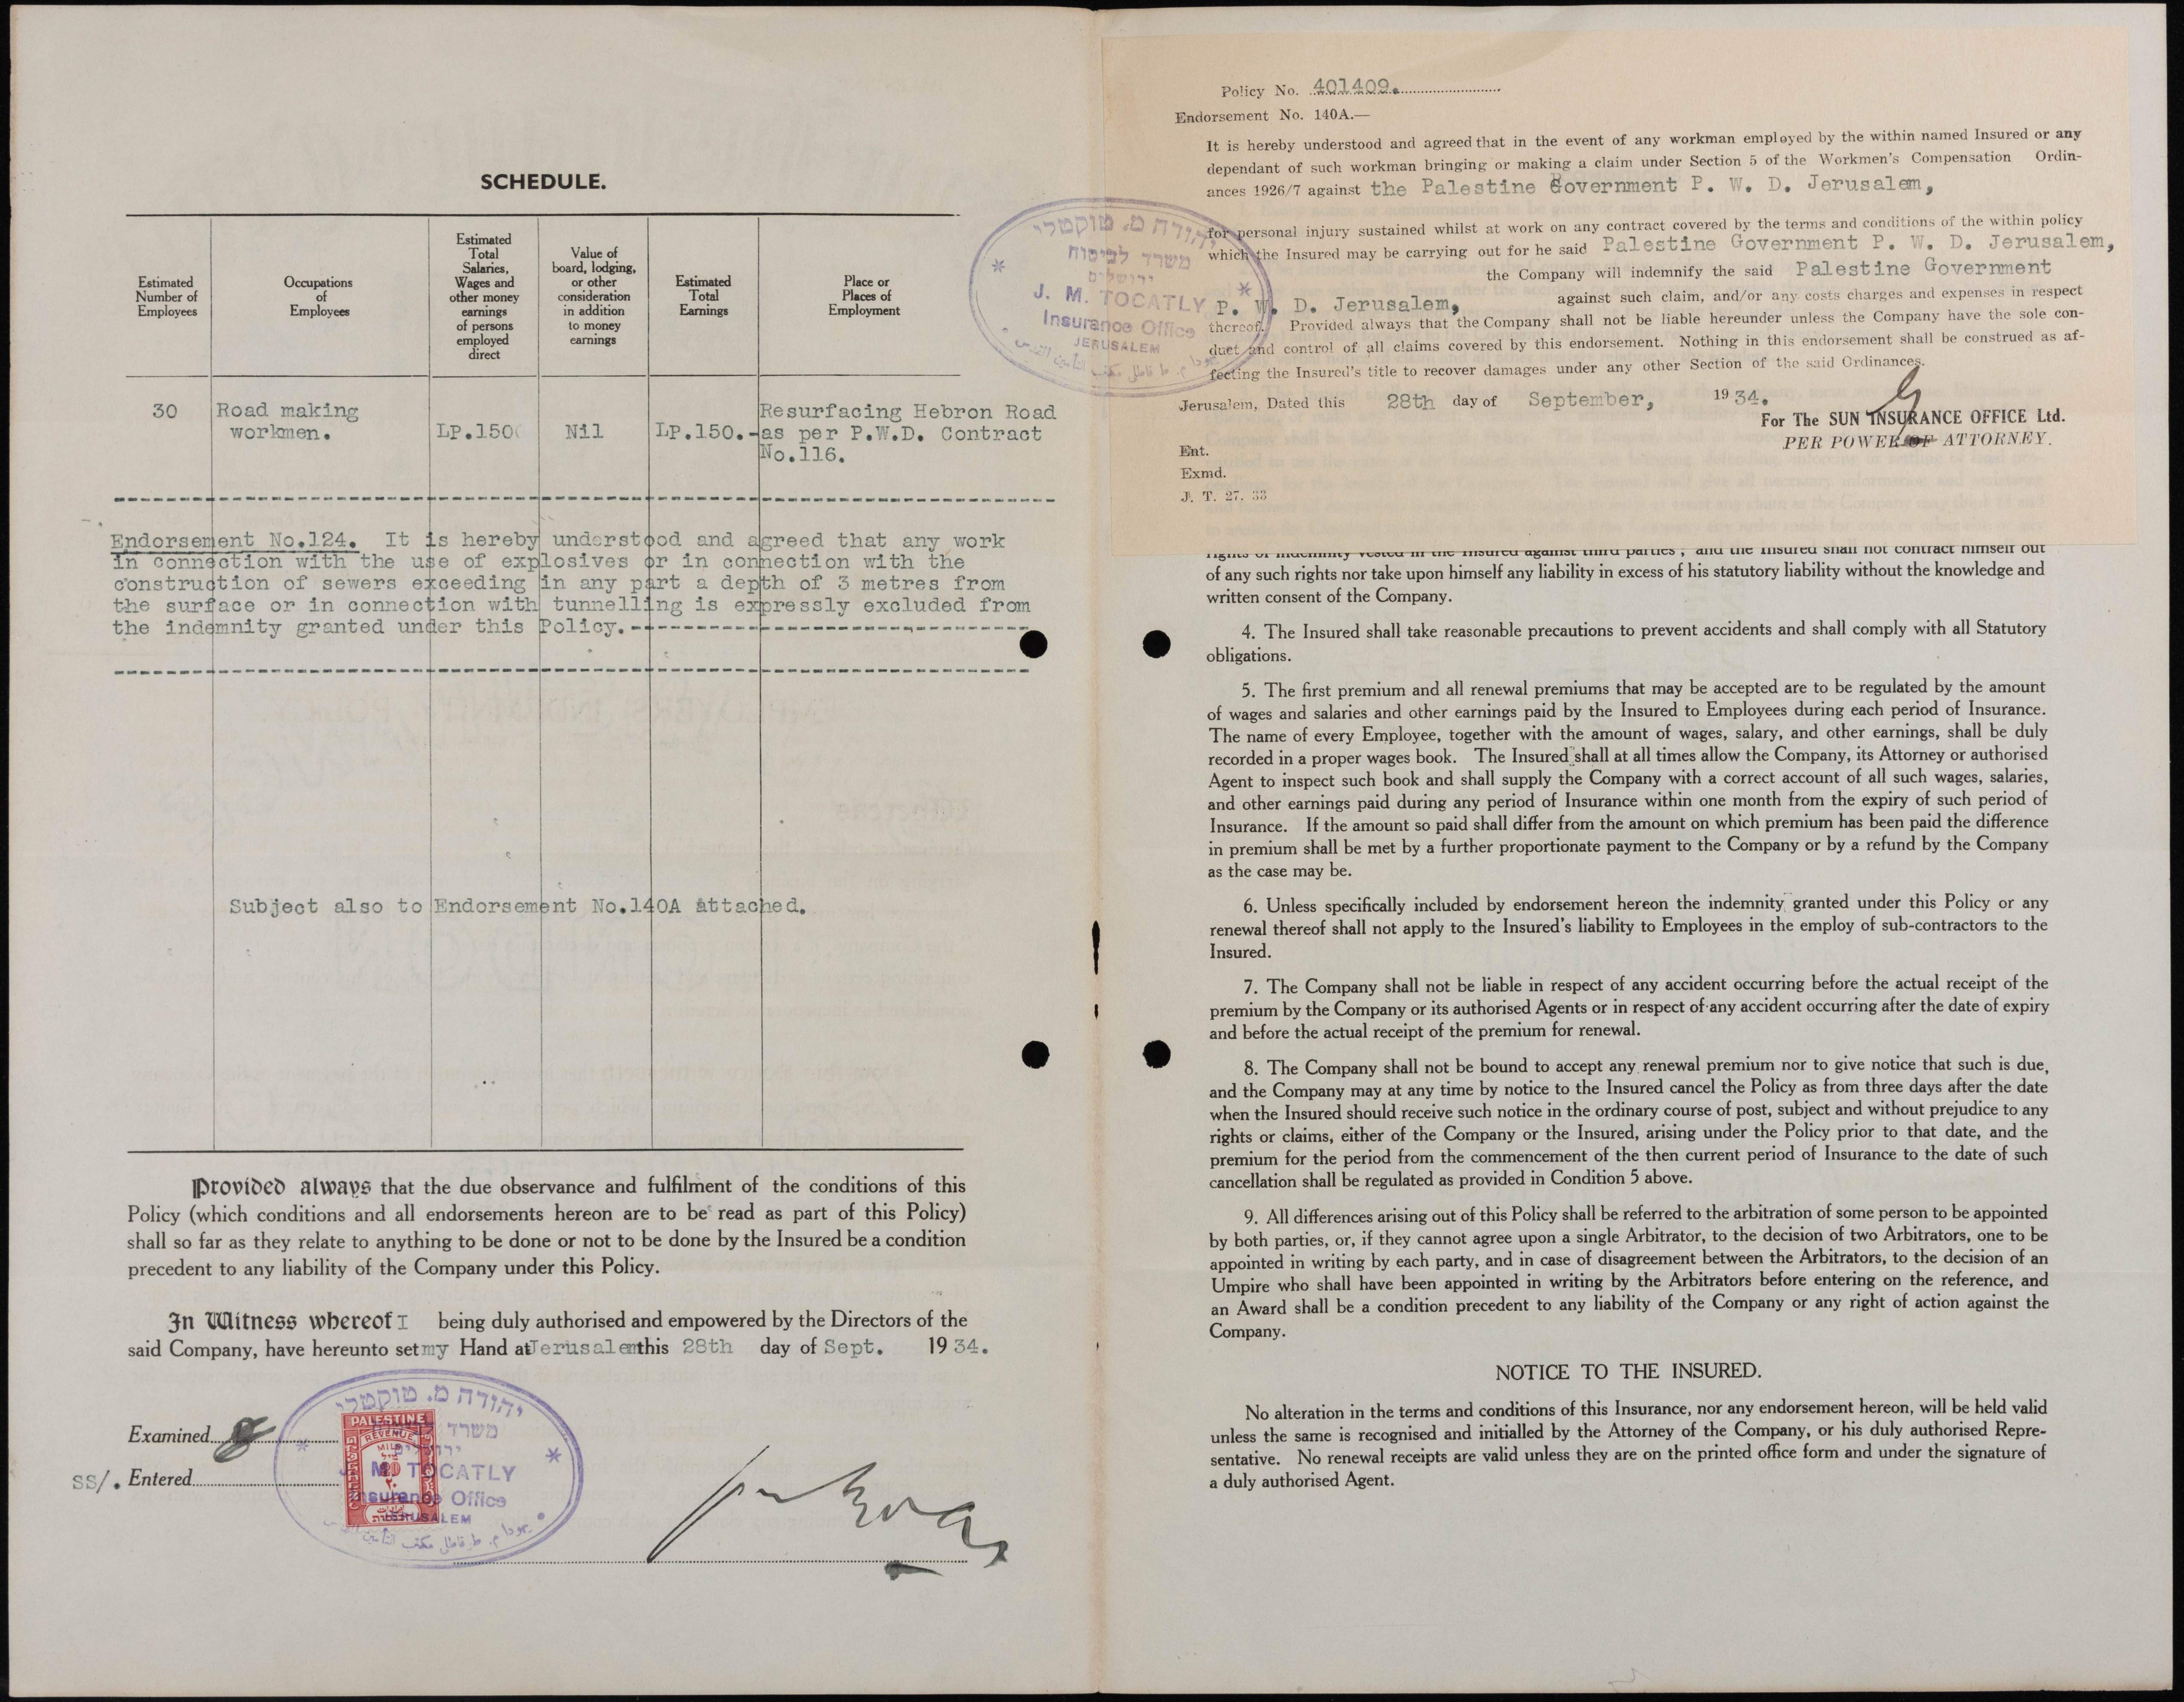 SCHEDULE.
Estimated Number of Employees
Occupations of Employees
Estimated Total Salaries, Wages and other money earnings of persons employed direct
Value of board, lodging, or other consideration in addition to money earnings
Estimated Total Earnings
Place or Places of Employment
30
Road making
workmen.
LP.150
Nil
LP.150.-
Resurfacing Hebron Road
as per P.W.D. Contract
No.116.
Endorsement No.124. It is hereby understood and agreed that any work
in connection with the use of explosives or in connection with the
construction of sewers exceeding in any part a depth of 3 metres from
the surface or in connection with tunnelling is expressly excluded from
the indemnity granted under this Policy.
Subject also to Endorsement No.140A attached.
Provided always that the due observance and fulfilment of the conditions of this
Policy (which conditions and all endorsements hereon are to be read as part of this Policy)
shall so far as they relate to anything to be done or not to be done by the Insured be a condition
precedent to any liability of the Company under this Policy.
In Witness whereof I being duly authorised and empowered by the Directors of the
said Company, have hereunto set my Hand at Jerusalem this 28th day of Sept. 1934.
Examined
SS/. Entered
יהודה מ. טוקטלי
משרד
ירושלים
J. M. TOCATLY
Insurance Office
JERUSALEM
PALESTINE
REVENUE
Policy No. 401409.
Endorsement No. 140A.—
It is hereby understood and agreed that in the event of any workman employed by the within named Insured or any
dependant of such workman bringing or making a claim under Section 5 of the Workmen's Compensation Ordin-
ances 1926/7 against the Palestine Government P. W. D. Jerusalem,
for personal injury sustained whilst at work on any contract covered by the terms and conditions of the within policy
which the Insured may be carrying out for he said Palestine Government P. W. D. Jerusalem,
the Company will indemnify the said Palestine Government
P. W. D. Jerusalem, against such claim, and/or any costs charges and expenses in respect
thereof. Provided always that the Company shall not be liable hereunder unless the Company have the sole con-
duct and control of all claims covered by this endorsement. Nothing in this endorsement shall be construed as af-
fecting the Insured's title to recover damages under any other Section of the said Ordinances.
Jerusalem, Dated this 28th day of September, 1934.
For The SUN INSURANCE OFFICE Ltd.
PER POWER OF ATTORNEY.
Ent.
Exmd.
J. T. 27. 33
יהודה מ. טוקטלי
משרד לביטוח
ירושלים
J. M. TOCATLY
Insurance Office
JERUSALEM
rights of indemnity vested in the Insured against third parties ; and the Insured shall not contract himself out
of any such rights nor take upon himself any liability in excess of his statutory liability without the knowledge and
written consent of the Company.
4. The Insured shall take reasonable precautions to prevent accidents and shall comply with all Statutory
obligations.
5. The first premium and all renewal premiums that may be accepted are to be regulated by the amount
of wages and salaries and other earnings paid by the Insured to Employees during each period of Insurance.
The name of every Employee, together with the amount of wages, salary, and other earnings, shall be duly
recorded in a proper wages book. The Insured shall at all times allow the Company, its Attorney or authorised
Agent to inspect such book and shall supply the Company with a correct account of all such wages, salaries,
and other earnings paid during any period of Insurance within one month from the expiry of such period of
Insurance. If the amount so paid shall differ from the amount on which premium has been paid the difference
in premium shall be met by a further proportionate payment to the Company or by a refund by the Company
as the case may be.
6. Unless specifically included by endorsement hereon the indemnity granted under this Policy or any
renewal thereof shall not apply to the Insured's liability to Employees in the employ of sub-contractors to the
Insured.
7. The Company shall not be liable in respect of any accident occurring before the actual receipt of the
premium by the Company or its authorised Agents or in respect of any accident occurring after the date of expiry
and before the actual receipt of the premium for renewal.
8. The Company shall not be bound to accept any renewal premium nor to give notice that such is due,
and the Company may at any time by notice to the Insured cancel the Policy as from three days after the date
when the Insured should receive such notice in the ordinary course of post, subject and without prejudice to any
rights or claims, either of the Company or the Insured, arising under the Policy prior to that date, and the
premium for the period from the commencement of the then current period of Insurance to the date of such
cancellation shall be regulated as provided in Condition 5 above.
9. All differences arising out of this Policy shall be referred to the arbitration of some person to be appointed
by both parties, or, if they cannot agree upon a single Arbitrator, to the decision of two Arbitrators, one to be
appointed in writing by each party, and in case of disagreement between the Arbitrators, to the decision of an
Umpire who shall have been appointed in writing by the Arbitrators before entering on the reference, and
an Award shall be a condition precedent to any liability of the Company or any right of action against the
Company.
NOTICE TO THE INSURED.
No alteration in the terms and conditions of this Insurance, nor any endorsement hereon, will be held valid
unless the same is recognised and initialled by the Attorney of the Company, or his duly authorised Repre-
sentative. No renewal receipts are valid unless they are on the printed office form and under the signature of
a duly authorised Agent.